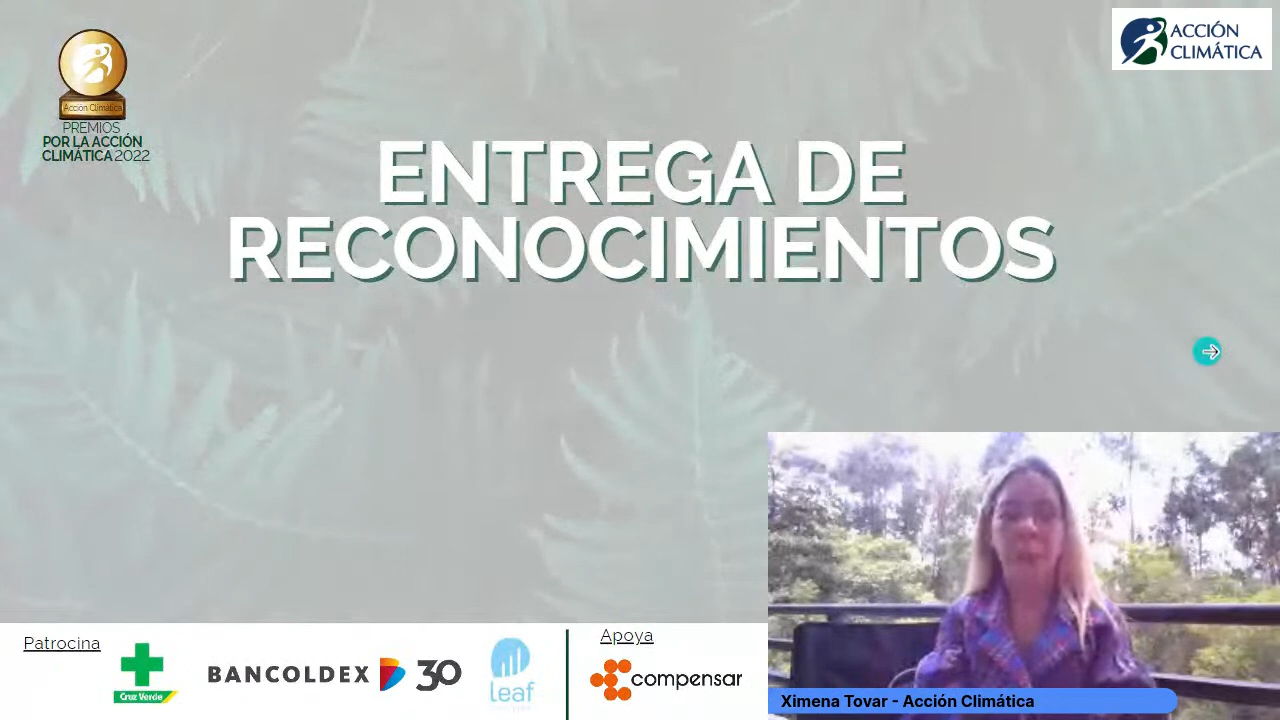 Acción Climática
PREMIOS
POR LA ACCIÓN
CLIMÁTICA 2022
ACCIÓN
CLIMÁTICA
ENTREGA DE
RECONOCIMIENTOS
Patrocina
Cruz Verde
BANCOLDEX 30
leaf
Apoya
compensar
Ximena Tovar - Acción Climática